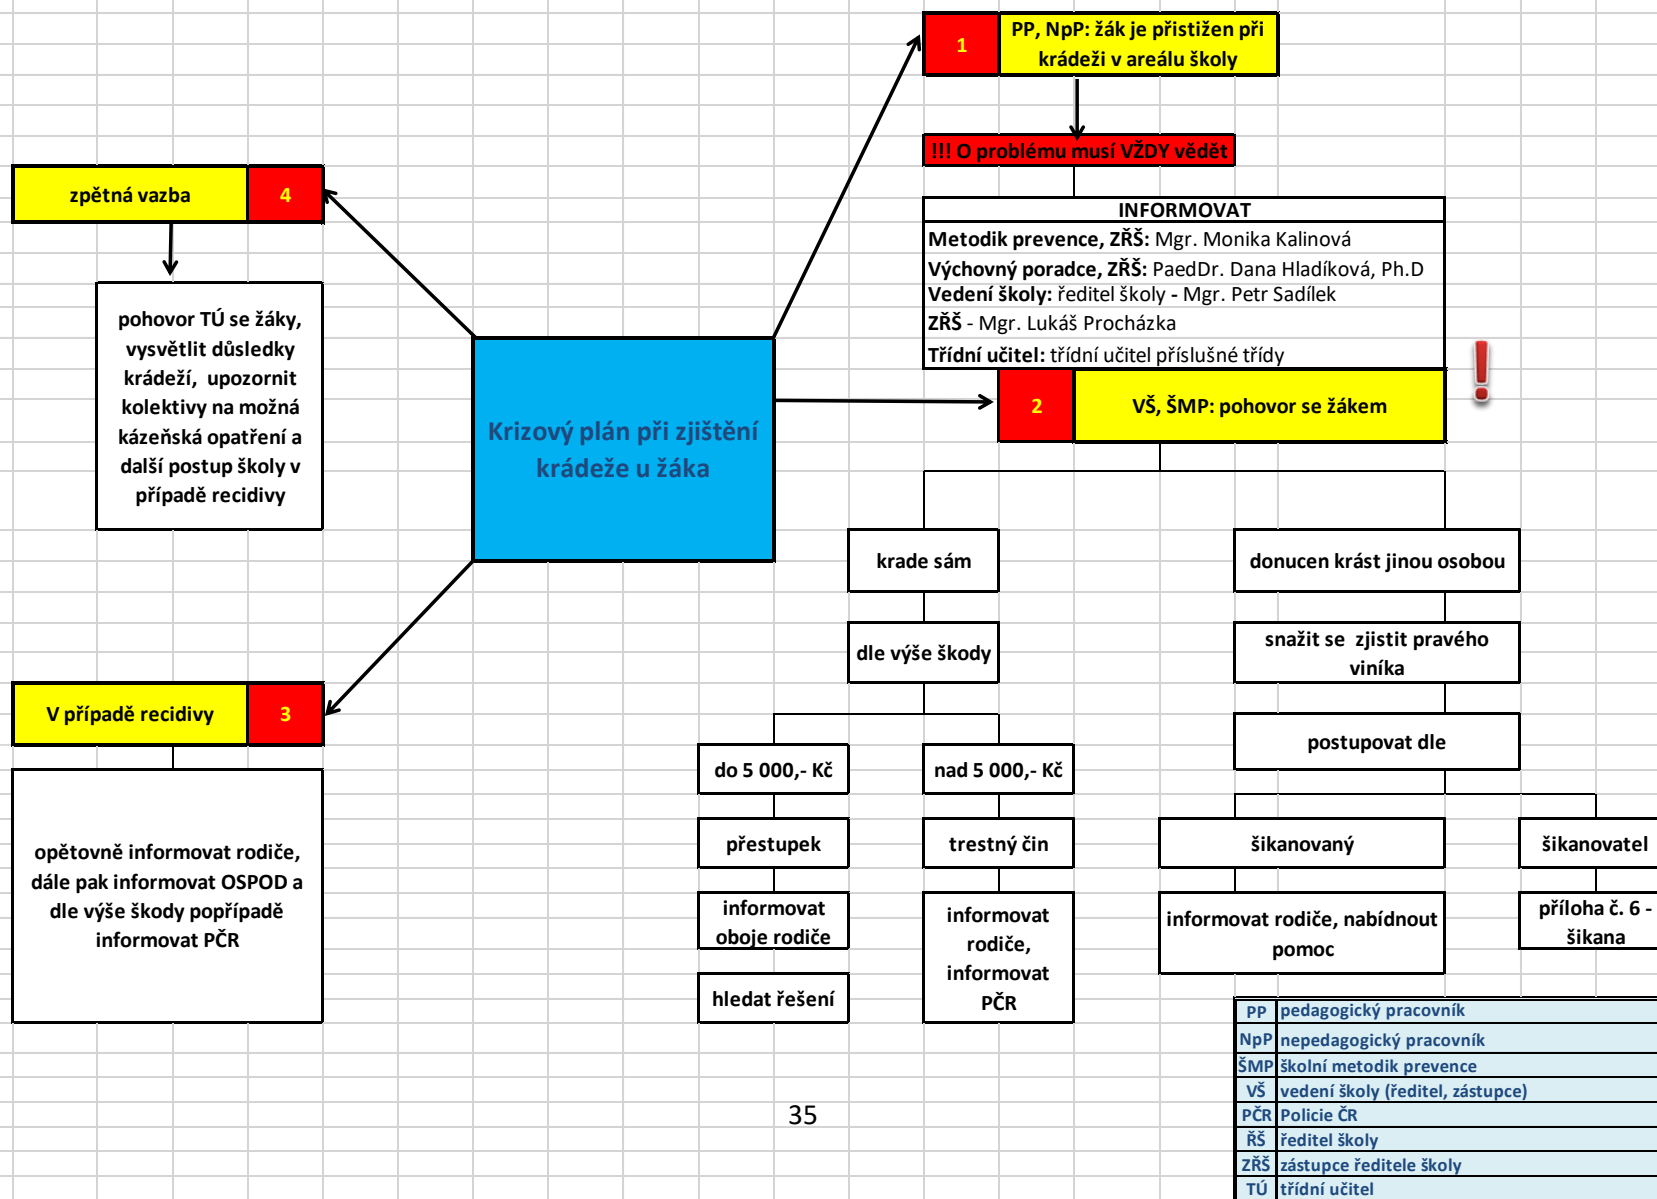 1
PP, NpP: žák je přistižen při
krádeži v areálu školy
!!! O problému musí VŽDY vědět
INFORMOVAT
Metodik prevence, ZŘŠ: Mgr. Monika Kalinová
Výchovný poradce, ZŘŠ: PaedDr. Dana Hladíková, Ph.D
Vedení školy: ředitel školy - Mgr. Petr Sadílek
ZŘŠ - Mgr. Lukáš Procházka
Třídní učitel: třídní učitel příslušné třídy
zpětná vazba
4
pohovor TÚ se žáky,
vysvětlit důsledky
krádeží, upozornit
kolektivy na možná
kázeňská opatření a
další postup školy v
případě recidivy
Krizový plán při zjištění
krádeže u žáka
2
VŠ, ŠMP: pohovor se žákem
krade sám
donucen krást jinou osobou
dle výše škody
snažit se zjistit pravého
viníka
V případě recidivy
3
postupovat dle
do 5 000,- Kč
nad 5 000,- Kč
opětovně informovat rodiče,
dále pak informovat OSPOD a
dle výše škody popřípadě
informovat PČR
přestupek
trestný čin
šikanovaný
šikanovatel
informovat
oboje rodiče
informovat
rodiče,
informovat
PČR
informovat rodiče, nabídnout
pomoc
příloha č. 6 -
šikana
hledat řešení
PP pedagogický pracovník
NpP nepedagogický pracovník
ŠMP školní metodik prevence
VŠ vedení školy (ředitel, zástupce)
PČR Policie ČR
ŘŠ ředitel školy
ZŘŠ zástupce ředitele školy
TÚ třídní učitel
35